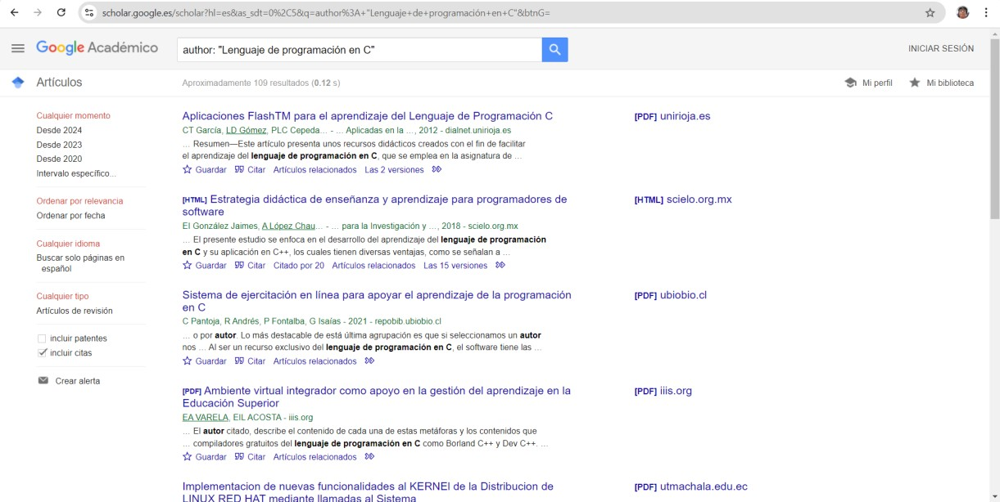 scholar.google.es/scholar?hl=es&as_sdt=0%2C5&q=author%3A+"Lenguaje+de+programación+en+C"&btnG=
Google Académico
author: "Lenguaje de programación en C"
INICIAR SESIÓN
Artículos
Aproximadamente 109 resultados (0.12 s)
Mi perfil
Mi biblioteca
Cualquier momento
Desde 2024
Desde 2023
Desde 2020
Intervalo específico...
Ordenar por relevancia
Ordenar por fecha
Cualquier idioma
Buscar solo páginas en
español
Cualquier tipo
Artículos de revisión
incluir patentes
incluir citas
Crear alerta
Aplicaciones FlashTM para el aprendizaje del Lenguaje de Programación C
CT García, LD Gómez, PLC Cepeda... - ... Aplicadas en la ..., 2012 - dialnet.unirioja.es
... Resumen—Este artículo presenta unos recursos didácticos creados con el fin de facilitar
el aprendizaje del lenguaje de programación en C, que se emplea en la asignatura de ...
Guardar Citar Artículos relacionados Las 2 versiones
[PDF] unirioja.es
[HTML] Estrategia didáctica de enseñanza y aprendizaje para programadores de
software
EI González Jaimes, A López Chau... - ... para la Investigación y ..., 2018 - scielo.org.mx
... El presente estudio se enfoca en el desarrollo del aprendizaje del lenguaje de programación
en C y su aplicación en C++, los cuales tienen diversas ventajas, como se señalan a ...
Guardar Citar Citado por 20 Artículos relacionados Las 15 versiones
[HTML] scielo.org.mx
Sistema de ejercitación en línea para apoyar el aprendizaje de la programación
en C
C Pantoja, R Andrés, P Fontalba, G Isaías - 2021 - repobib.ubiobio.cl
... o por autor. Lo más destacable de está última agrupación es que si seleccionamos un autor
nos ... Al ser un recurso exclusivo del lenguaje de programación en C, el software tiene las ...
Guardar Citar Artículos relacionados
[PDF] ubiobio.cl
[PDF] Ambiente virtual integrador como apoyo en la gestión del aprendizaje en la
Educación Superior
EA VARELA, EIL ACOSTA - iiis.org
... El autor citado, describe el contenido de cada una de estas metáforas y los contenidos que
... compiladores gratuitos del lenguaje de programación en C como Borland C++ y Dev C++. ...
Guardar Citar Artículos relacionados
[PDF] iiis.org
Implementacion de nuevas funcionalidades al KERNEl de la Distribucion de
LINUX RED HAT mediante llamadas al Sistema
[PDF] utmachala.edu.ec